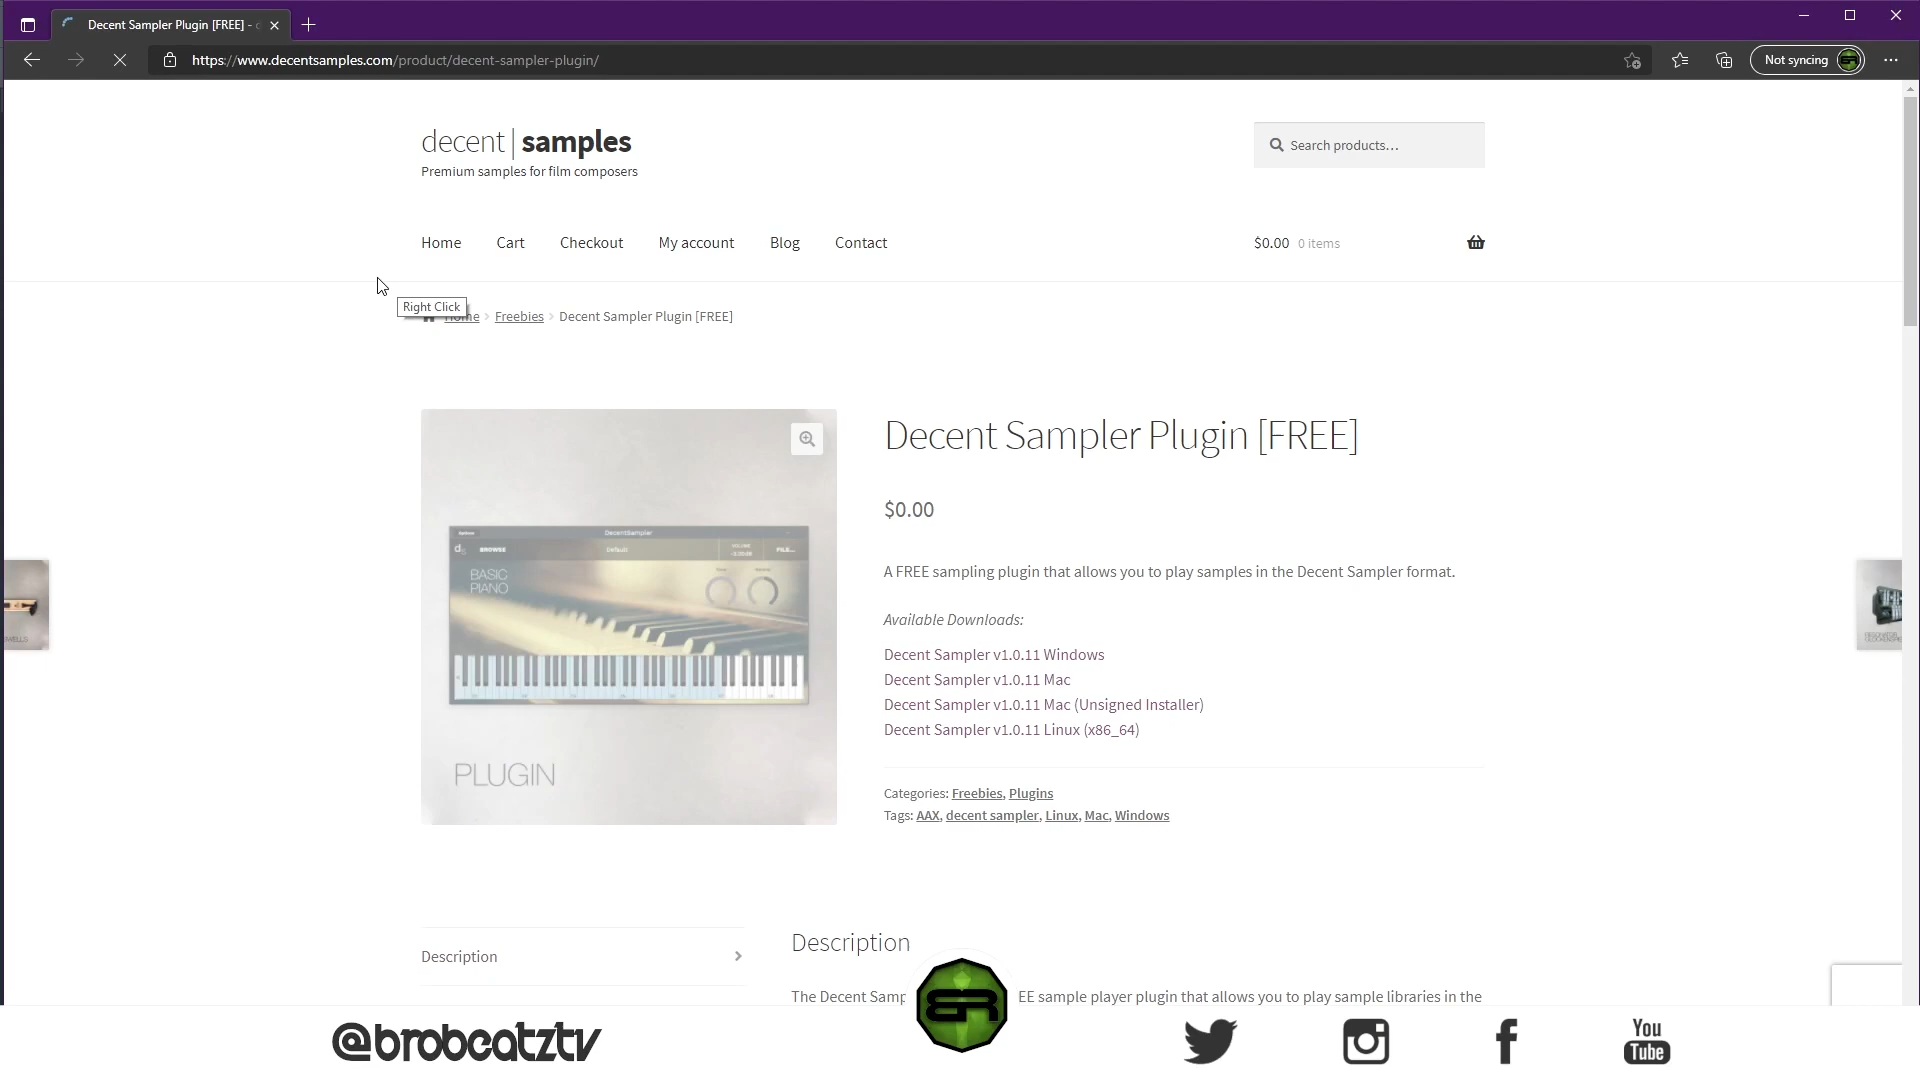 Decent Sampler Plugin [FREE] -
https://www.decentsamples.com/product/decent-sampler-plugin/
Not syncing
decent|samples
Premium samples for film composers
Search products…
Home Cart Checkout My account Blog Contact
$0.00 0 items
Right Click
Home > Freebies > Decent Sampler Plugin [FREE]
Decent Sampler Plugin [FREE]
$0.00
A FREE sampling plugin that allows you to play samples in the Decent Sampler format.
Available Downloads:
Decent Sampler v1.0.11 Windows
Decent Sampler v1.0.11 Mac
Decent Sampler v1.0.11 Mac (Unsigned Installer)
Decent Sampler v1.0.11 Linux (x86_64)
Categories: Freebies, Plugins
Tags: AAX, decent sampler, Linux, Mac, Windows
DecentSampler
BROWSE Default VOLUME FILE...
BASIC
PIANO
PLUGIN
Description
Description
The Decent Samp EE sample player plugin that allows you to play sample libraries in the
BR
@brobeatztv
You
Tube